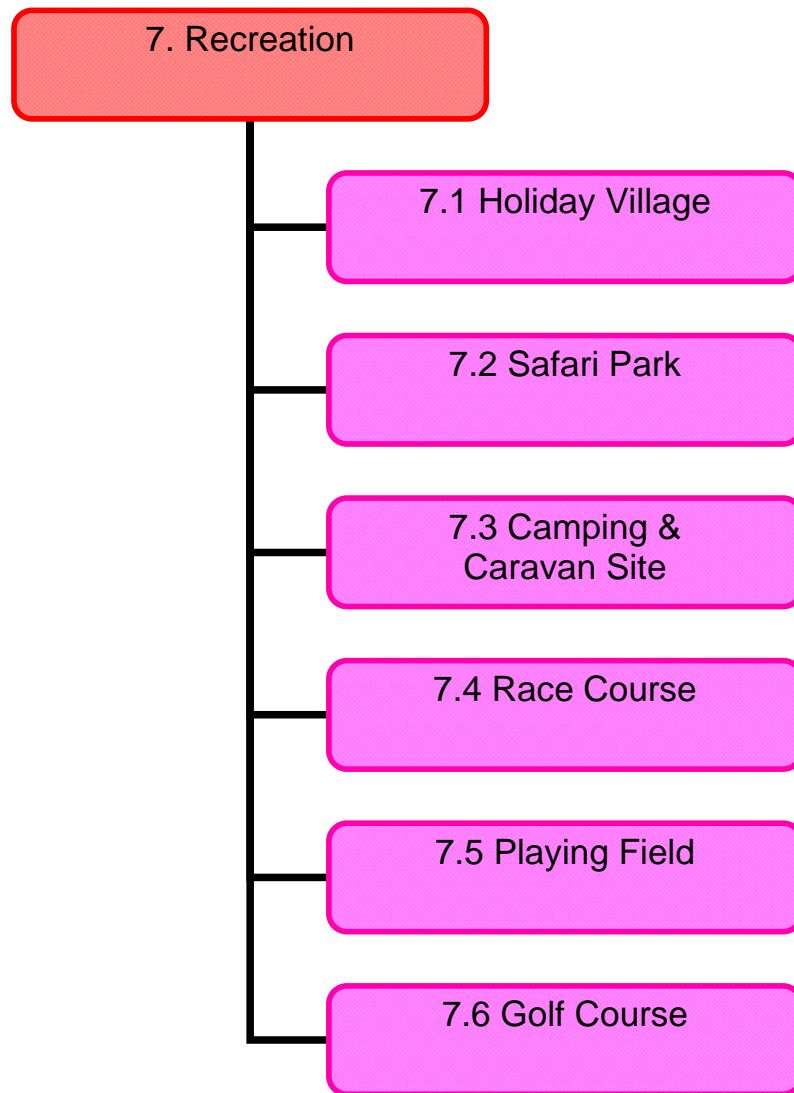 7. Recreation
7.1 Holiday Village
7.2 Safari Park
7.3 Camping &
Caravan Site
7.4 Race Course
7.5 Playing Field
7.6 Golf Course